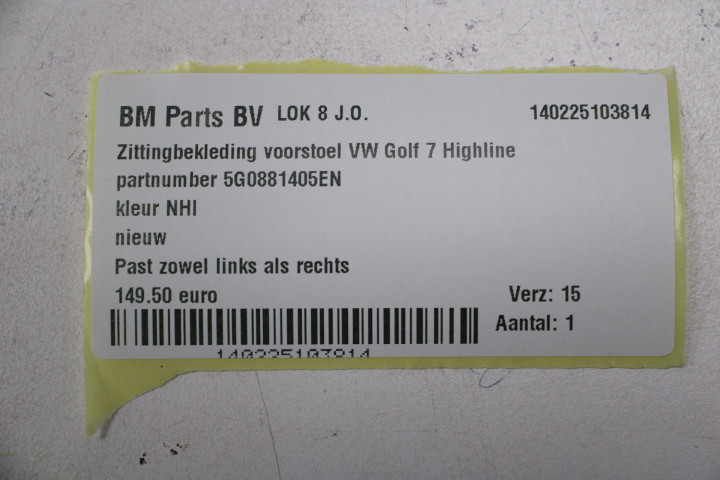 BM Parts BV LOK 8 J.O. 140225103814
Zittingbekleding voorstoel VW Golf 7 Highline
partnumber 5G0881405EN
kleur NHI
nieuw
Past zowel links als rechts
149.50 euro Verz: 15
Aantal: 1
140225103814